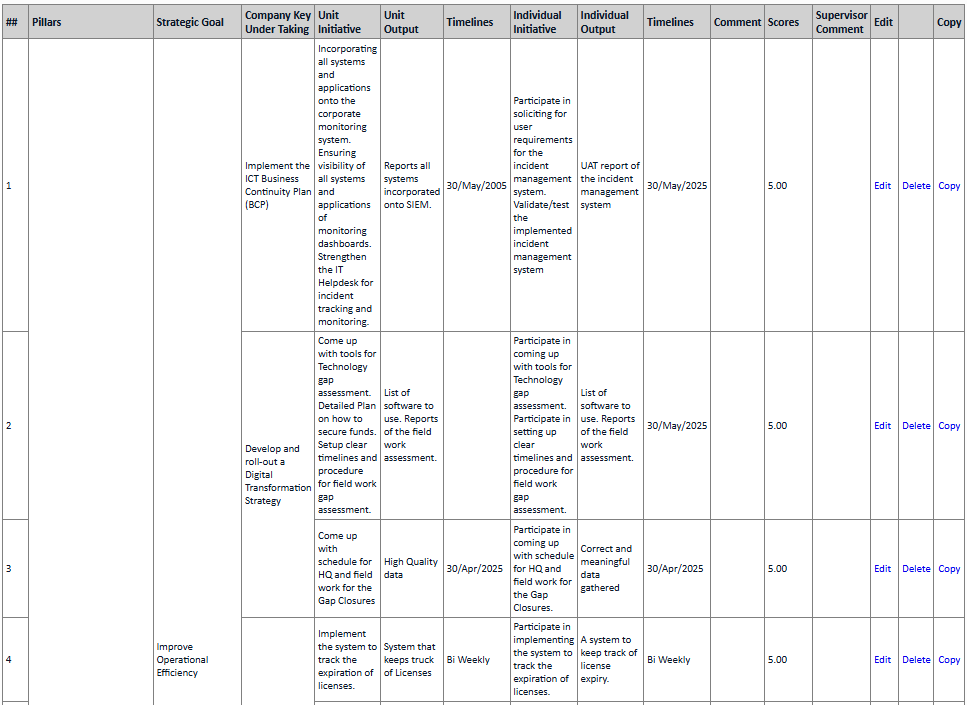 ## Pillars Strategic Goal Company Key Under Taking Unit Initiative Unit Output Timelines Individual Initiative Individual Output Timelines Comment Scores Supervisor Comment Edit Copy
1
Implement the
ICT Business
Continuity Plan
(BCP)
Incorporating
all systems
and
applications
onto the
corporate
monitoring
system.
Ensuring
visibility of
all systems
and
applications
of
monitoring
dashboards.
Strengthen
the IT
Helpdesk for
incident
tracking and
monitoring.
Reports all
systems
incorporated
onto SIEM.
30/May/2005
Participate in
soliciting for
user
requirements
for the
incident
management
system.
Validate/test
the
implemented
incident
management
system
UAT report of
the incident
management
system
30/May/2025
5.00
Edit Delete Copy
2
Develop and
roll-out a
Digital
Transformation
Strategy
Come up
with tools for
Technology
gap
assessment.
Detailed Plan
on how to
secure funds.
Setup clear
timelines and
procedure
for field work
gap
assessment.
List of
software to
use. Reports
of the field
work
assessment.
Participate in
coming up
with tools for
Technology
gap
assessment.
Participate in
setting up
clear
timelines and
procedure for
field work
gap
assessment.
List of
software to
use. Reports
of the field
work
assessment.
30/May/2025
5.00
Edit Delete Copy
3
Come up
with
schedule for
HQ and field
work for the
Gap Closures
High Quality
data
30/Apr/2025
Participate in
coming up
with schedule
for HQ and
field work for
the Gap
Closures.
Correct and
meaningful
data
gathered
30/Apr/2025
5.00
Edit Delete Copy
4
Improve
Operational
Efficiency
Implement
the system to
track the
expiration of
licenses.
System that
keeps truck
of Licenses
Bi Weekly
Participate in
implementing
the system to
track the
expiration of
licenses.
A system to
keep track of
license
expiry.
Bi Weekly
5.00
Edit Delete Copy